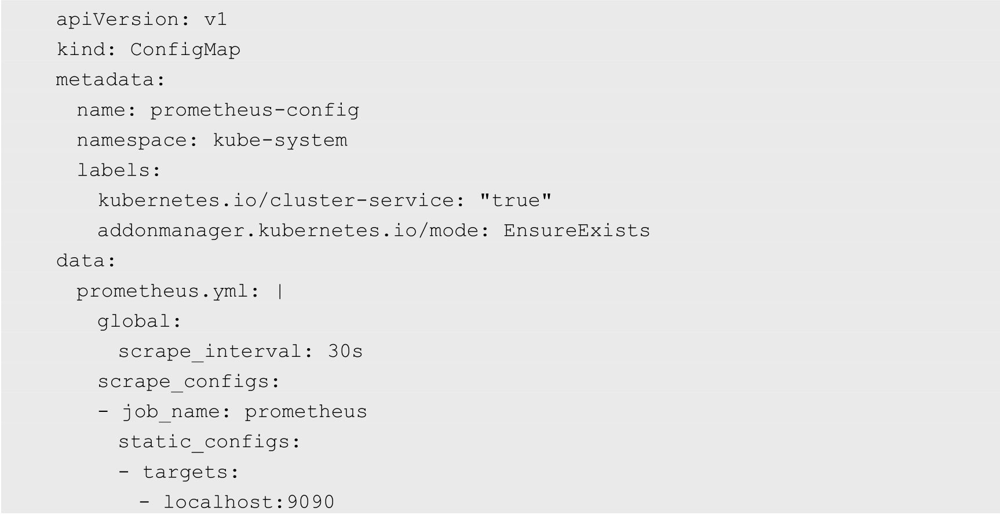 apiVersion: v1
kind: ConfigMap
metadata:
  name: prometheus-config
  namespace: kube-system
  labels:
    kubernetes.io/cluster-service: "true"
    addonmanager.kubernetes.io/mode: EnsureExists
data:
  prometheus.yml: |
    global:
      scrape_interval: 30s
    scrape_configs:
    - job_name: prometheus
      static_configs:
      - targets:
        - localhost:9090